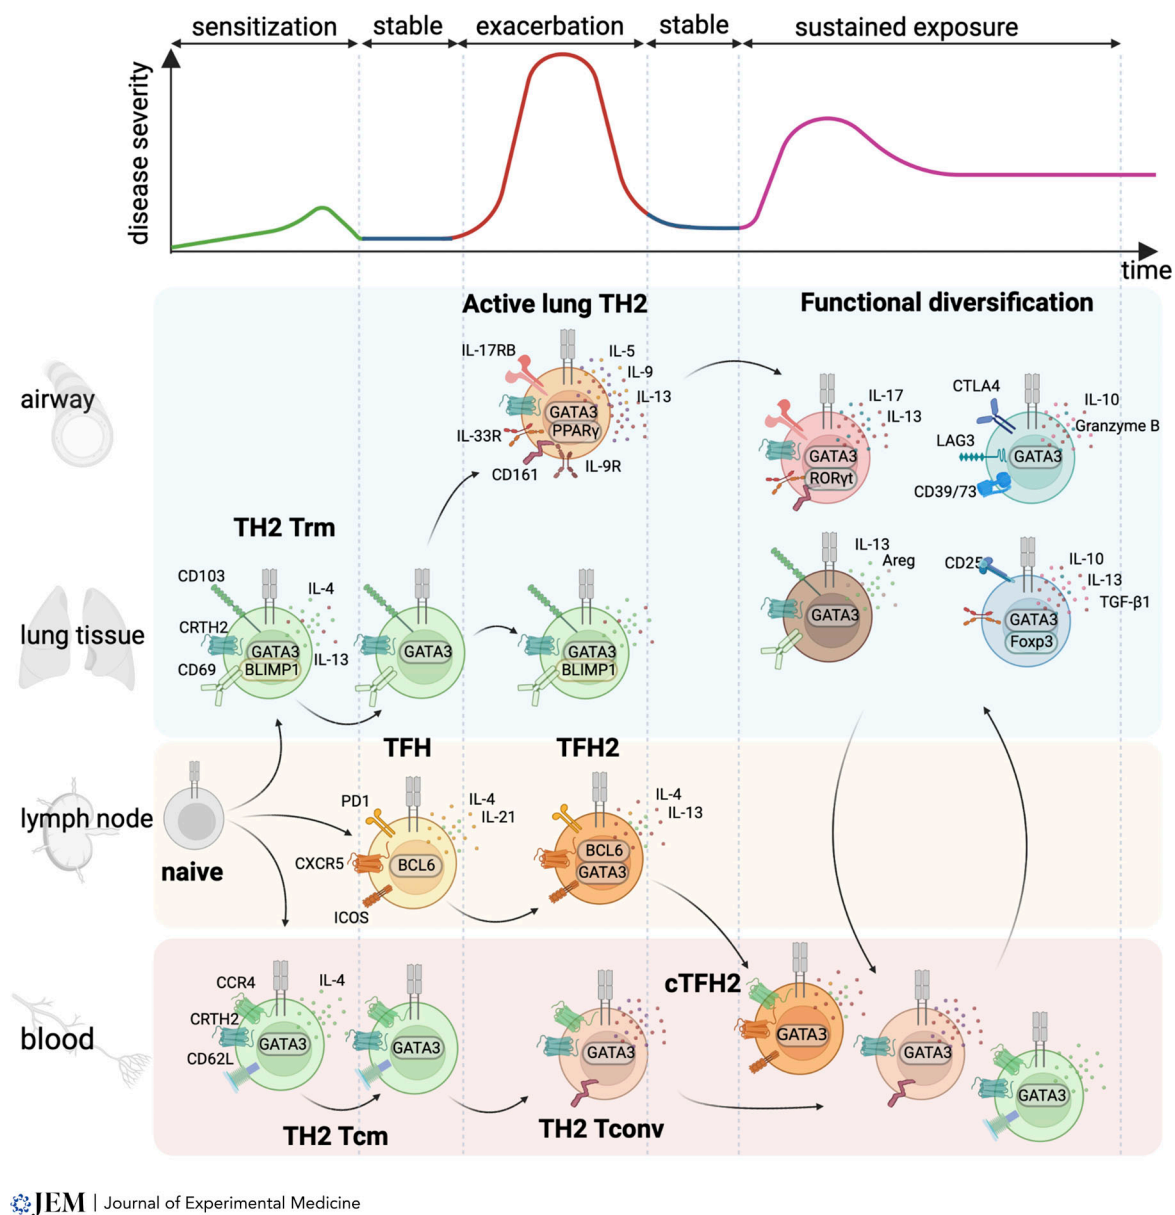 sensitization
stable
exacerbation
stable
sustained exposure
disease severity
time
Active lung TH2
Functional diversification
airway
IL-17RB
IL-5
IL-9
IL-13
GATA3
PPARγ
IL-33R
CD161
IL-9R
IL-17
IL-13
GATA3
RORγt
CTLA4
IL-10
Granzyme B
LAG3
GATA3
CD39/73
TH2 Trm
lung tissue
CD103
IL-4
CRTH2
GATA3
BLIMP1
IL-13
CD69
GATA3
GATA3
BLIMP1
IL-13
Areg
GATA3
CD25
IL-10
IL-13
TGF-β1
GATA3
Foxp3
lymph node
naive
TFH
TFH2
PD1
IL-4
IL-21
CXCR5
BCL6
ICOS
IL-4
IL-13
BCL6
GATA3
blood
CCR4
IL-4
CRTH2
GATA3
CD62L
GATA3
TH2 Tcm
GATA3
TH2 Tconv
cTFH2
GATA3
GATA3
GATA3
JEM | Journal of Experimental Medicine